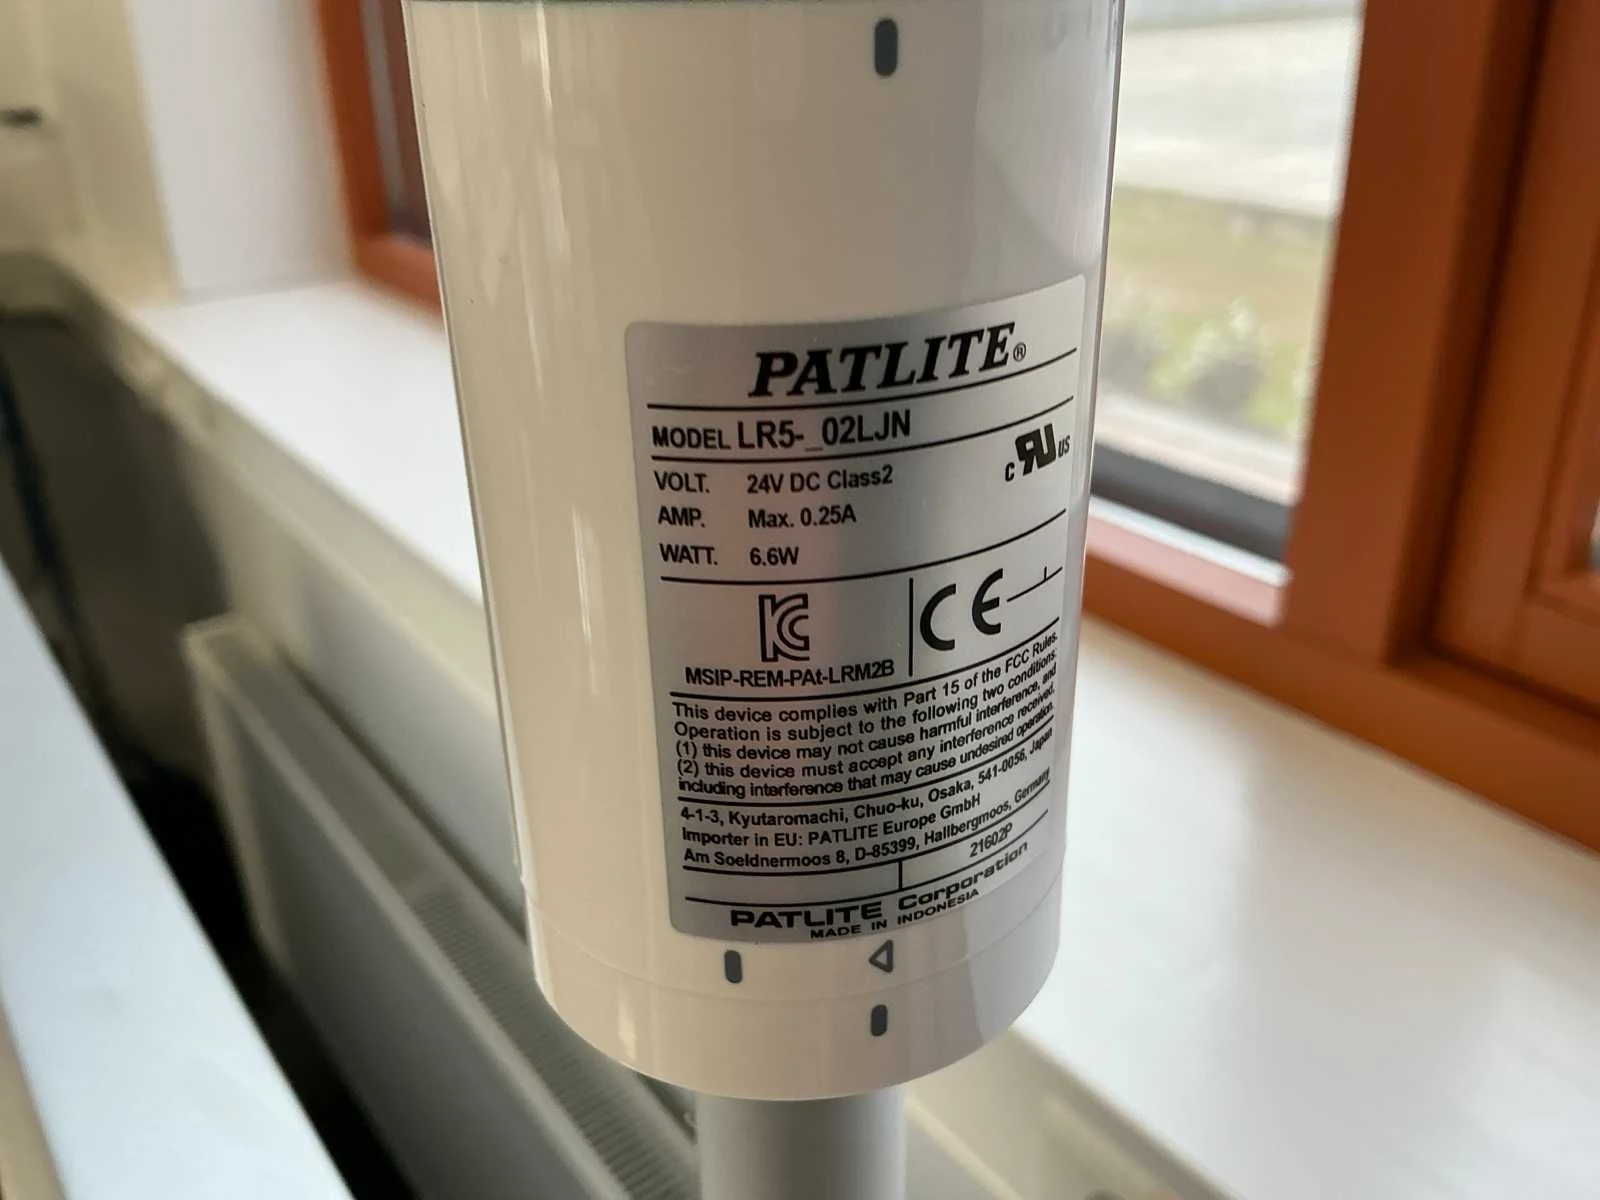 PATLITE®
MODEL LR5-_02LJN
VOLT. 24V DC Class2
AMP. Max. 0.25A
WATT. 6.6W
c RU us
KC
CE
MSIP-REM-PAt-LRM2B
This device complies with Part 15 of the FCC Rules.
Operation is subject to the following two conditions:
(1) this device may not cause harmful interference, and
(2) this device must accept any interference received,
including interference that may cause undesired operation.
4-1-3, Kyutaromachi, Chuo-ku, Osaka, 541-0056, Japan
Importer in EU: PATLITE Europe GmbH
Am Soeldnermoos 8, D-85399, Hallbergmoos, Germany
21602P
PATLITE Corporation
MADE IN INDONESIA